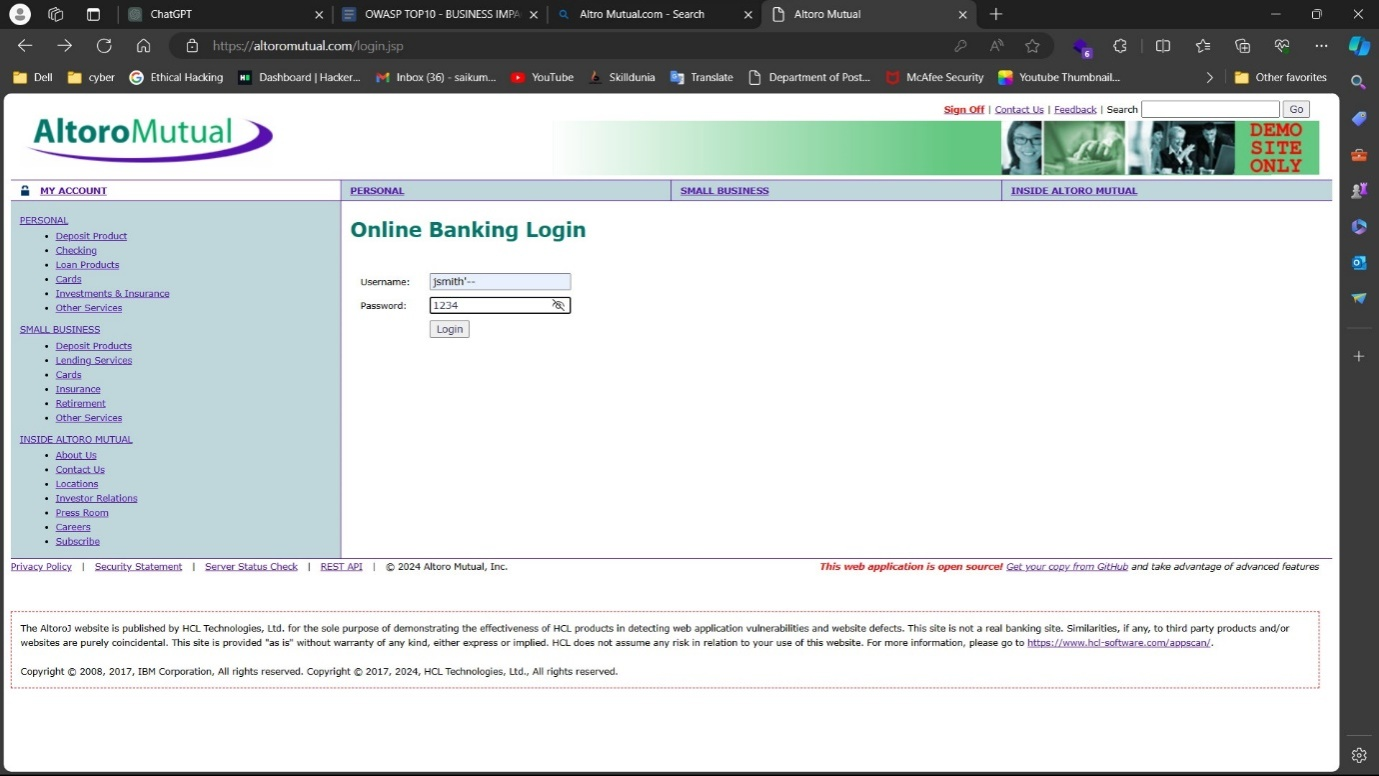 ChatGPT
OWASP TOP10 - BUSINESS IMPA
Altro Mutual.com - Search
Altoro Mutual
https://altoromutual.com/login.jsp
6
Dell
cyber
Ethical Hacking
Dashboard | Hacker...
Inbox (36) - saikum...
YouTube
Skilldunia
Translate
Department of Post...
McAfee Security
Youtube Thumbnail...
Other favorites
Sign Off | Contact Us | Feedback | Search
Go
AltoroMutual
DEMO
SITE
ONLY
MY ACCOUNT
PERSONAL
SMALL BUSINESS
INSIDE ALTORO MUTUAL
PERSONAL
Deposit Product
Checking
Loan Products
Cards
Investments & Insurance
Other Services
SMALL BUSINESS
Deposit Products
Lending Services
Cards
Insurance
Retirement
Other Services
INSIDE ALTORO MUTUAL
About Us
Contact Us
Locations
Investor Relations
Press Room
Careers
Subscribe
Online Banking Login
Username: jsmith'--
Password: 1234
Login
Privacy Policy | Security Statement | Server Status Check | REST API | © 2024 Altoro Mutual, Inc.
This web application is open source! Get your copy from GitHub and take advantage of advanced features
The AltoroJ website is published by HCL Technologies, Ltd. for the sole purpose of demonstrating the effectiveness of HCL products in detecting web application vulnerabilities and website defects. This site is not a real banking site. Similarities, if any, to third party products and/or
websites are purely coincidental. This site is provided "as is" without warranty of any kind, either express or implied. HCL does not assume any risk in relation to your use of this website. For more information, please go to https://www.hcl-software.com/appscan/.
Copyright © 2008, 2017, IBM Corporation, All rights reserved. Copyright © 2017, 2024, HCL Technologies, Ltd., All rights reserved.